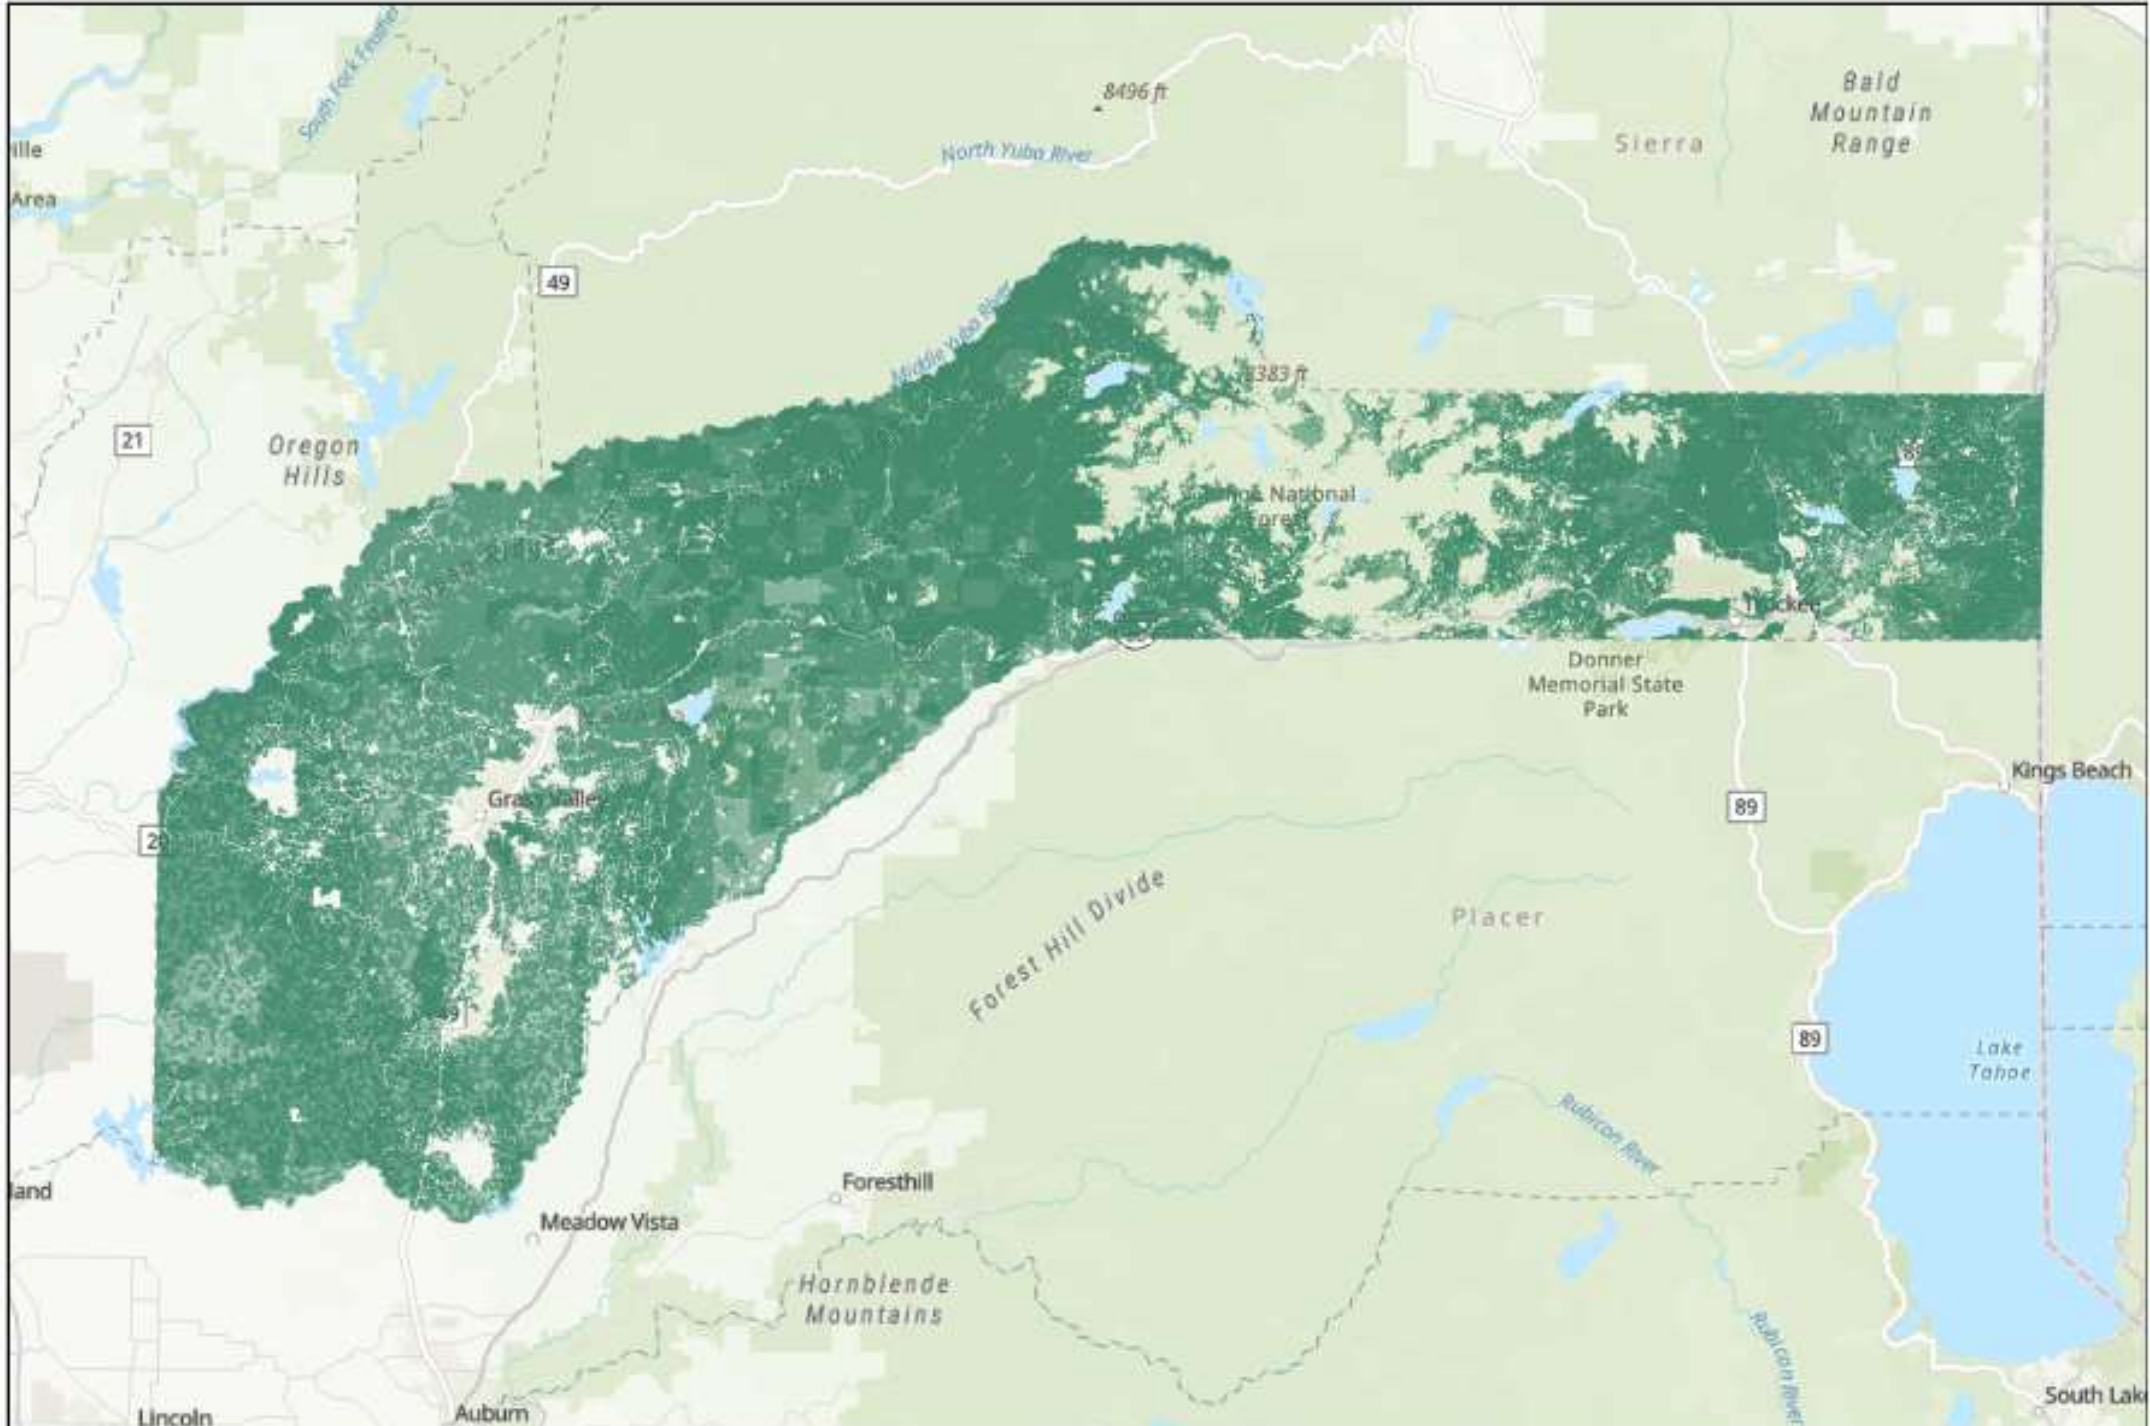 South Fork Feather
8496 ft
Bald
Mountain
Range
Sierra
ille
North Yuba River
Area
49
Middle Yuba River
383 ft
21
Oregon
Hills
National
Truckee
Donner
Memorial State
Park
Kings Beach
Grass Valley
89
Forest Hill Divide
Placer
89
Lake
Tahoe
Rubicon River
land
Foresthill
Meadow Vista
Hornblende
Mountains
Rubicon River
South Lak
Lincoln
Auburn